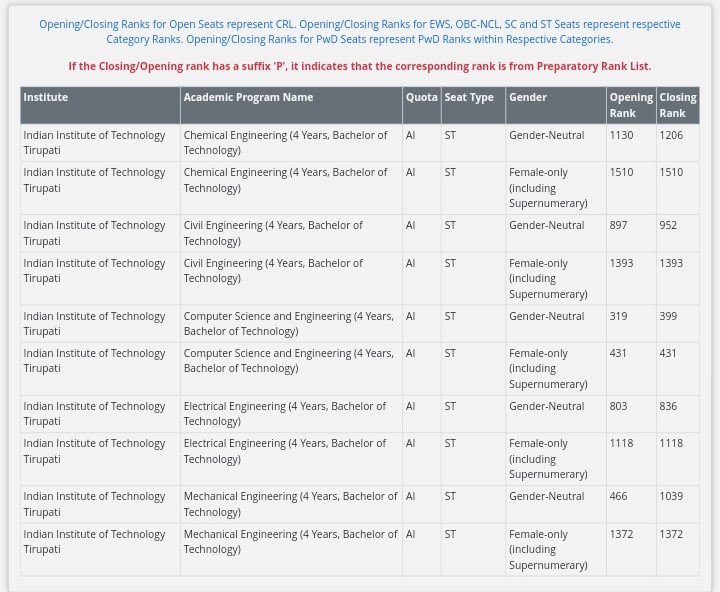 Opening/Closing Ranks for Open Seats represent CRL. Opening/Closing Ranks for EWS, OBC-NCL, SC and ST Seats represent respective
Category Ranks. Opening/Closing Ranks for PwD Seats represent PwD Ranks within Respective Categories.
If the Closing/Opening rank has a suffix 'P', it indicates that the corresponding rank is from Preparatory Rank List.
Institute Academic Program Name Quota Seat Type Gender Opening Closing
Rank Rank
Indian Institute of Technology Chemical Engineering (4 Years, Bachelor of AI ST Gender-Neutral 1130 1206
Tirupati Technology)
Indian Institute of Technology Chemical Engineering (4 Years, Bachelor of AI ST Female-only 1510 1510
Tirupati Technology) (including
Supernumerary)
Indian Institute of Technology Civil Engineering (4 Years, Bachelor of AI ST Gender-Neutral 897 952
Tirupati Technology)
Indian Institute of Technology Civil Engineering (4 Years, Bachelor of AI ST Female-only 1393 1393
Tirupati Technology) (including
Supernumerary)
Indian Institute of Technology Computer Science and Engineering (4 Years, AI ST Gender-Neutral 319 399
Tirupati Bachelor of Technology)
Indian Institute of Technology Computer Science and Engineering (4 Years, AI ST Female-only 431 431
Tirupati Bachelor of Technology) (including
Supernumerary)
Indian Institute of Technology Electrical Engineering (4 Years, Bachelor of AI ST Gender-Neutral 803 836
Tirupati Technology)
Indian Institute of Technology Electrical Engineering (4 Years, Bachelor of AI ST Female-only 1118 1118
Tirupati Technology) (including
Supernumerary)
Indian Institute of Technology Mechanical Engineering (4 Years, Bachelor of AI ST Gender-Neutral 466 1039
Tirupati Technology)
Indian Institute of Technology Mechanical Engineering (4 Years, Bachelor of AI ST Female-only 1372 1372
Tirupati Technology) (including
Supernumerary)